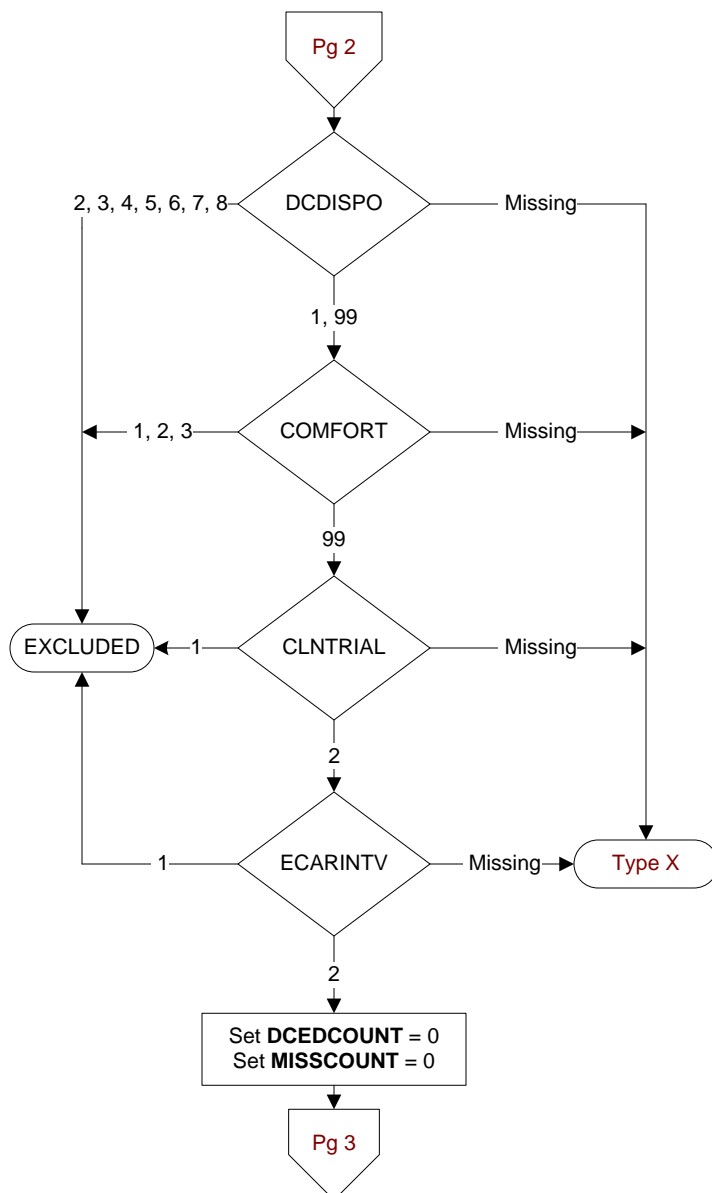 Pg 2
2, 3, 4, 5, 6, 7, 8
DCDISPO
Missing
1, 99
1, 2, 3
COMFORT
Missing
99
EXCLUDED
1
CLNTRIAL
Missing
2
1
ECARINTV
Missing
Type X
2
Set DCEDCOUNT = 0
Set MISSCOUNT = 0
Pg 3